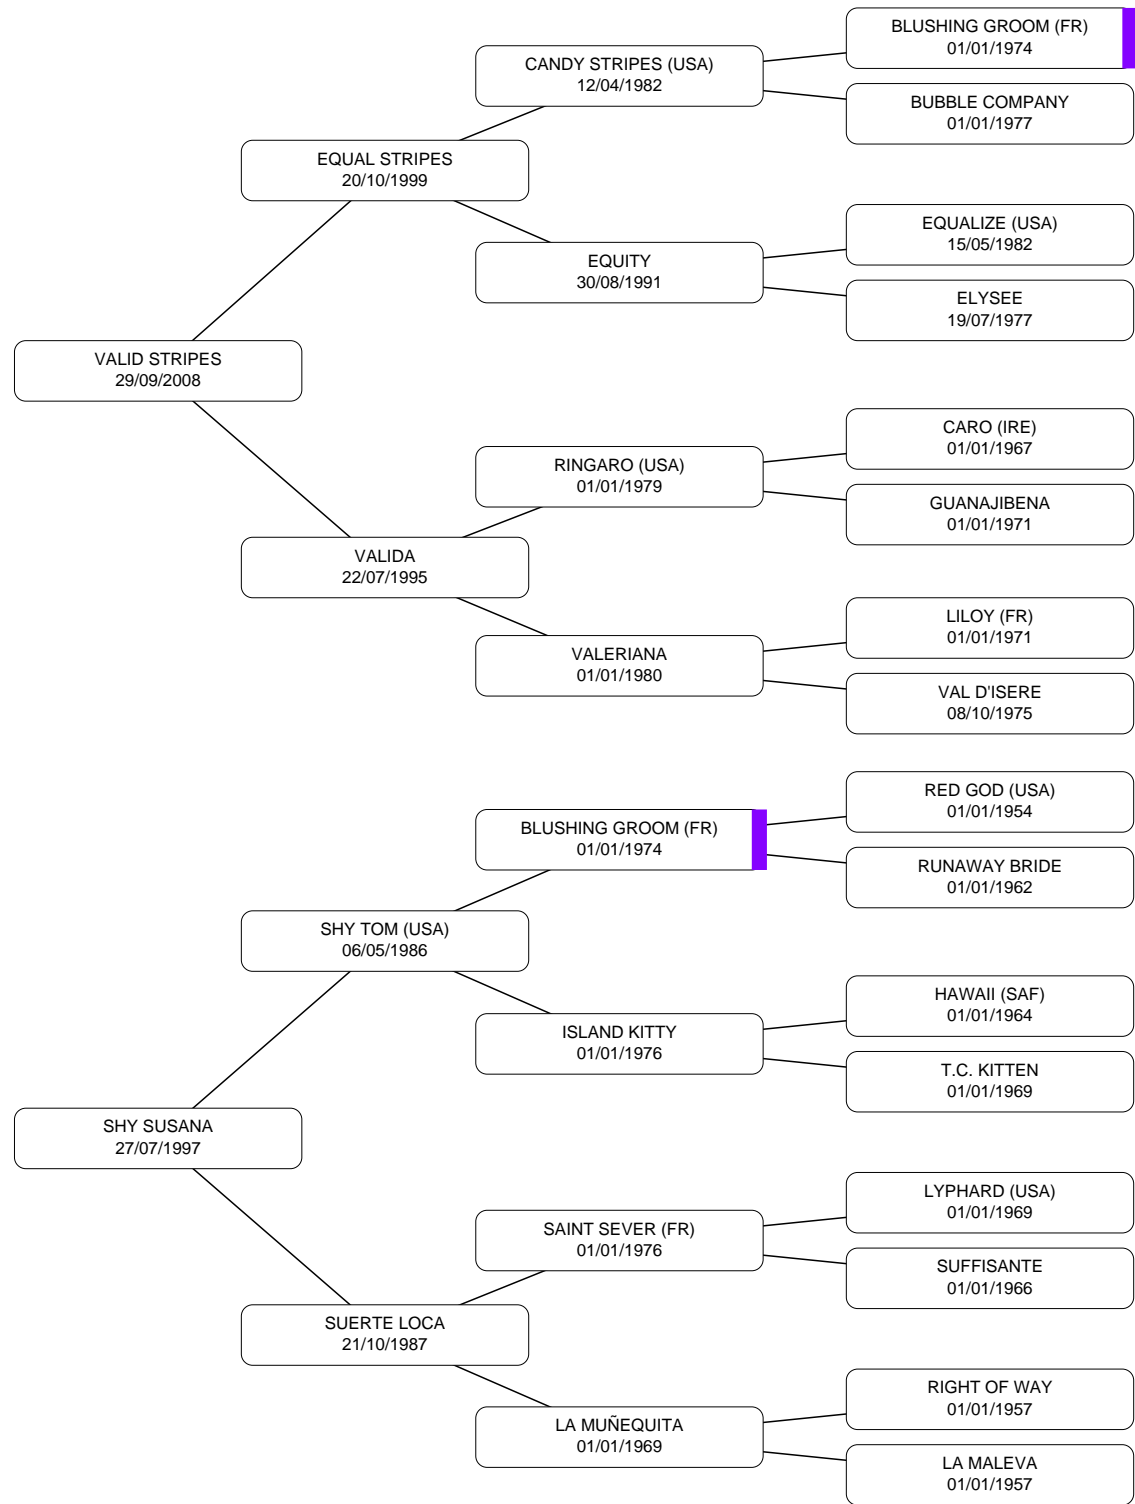 BLUSHING GROOM (FR)
01/01/1974
CANDY STRIPES (USA)
12/04/1982
BUBBLE COMPANY
01/01/1977
EQUAL STRIPES
20/10/1999
EQUALIZE (USA)
15/05/1982
EQUITY
30/08/1991
ELYSEE
19/07/1977
VALID STRIPES
29/09/2008
CARO (IRE)
01/01/1967
RINGARO (USA)
01/01/1979
GUANAJIBENA
01/01/1971
VALIDA
22/07/1995
LILOY (FR)
01/01/1971
VALERIANA
01/01/1980
VAL D'ISERE
08/10/1975
RED GOD (USA)
01/01/1954
BLUSHING GROOM (FR)
01/01/1974
RUNAWAY BRIDE
01/01/1962
SHY TOM (USA)
06/05/1986
HAWAII (SAF)
01/01/1964
ISLAND KITTY
01/01/1976
T.C. KITTEN
01/01/1969
SHY SUSANA
27/07/1997
LYPHARD (USA)
01/01/1969
SAINT SEVER (FR)
01/01/1976
SUFFISANTE
01/01/1966
SUERTE LOCA
21/10/1987
RIGHT OF WAY
01/01/1957
LA MUÑEQUITA
01/01/1969
LA MALEVA
01/01/1957